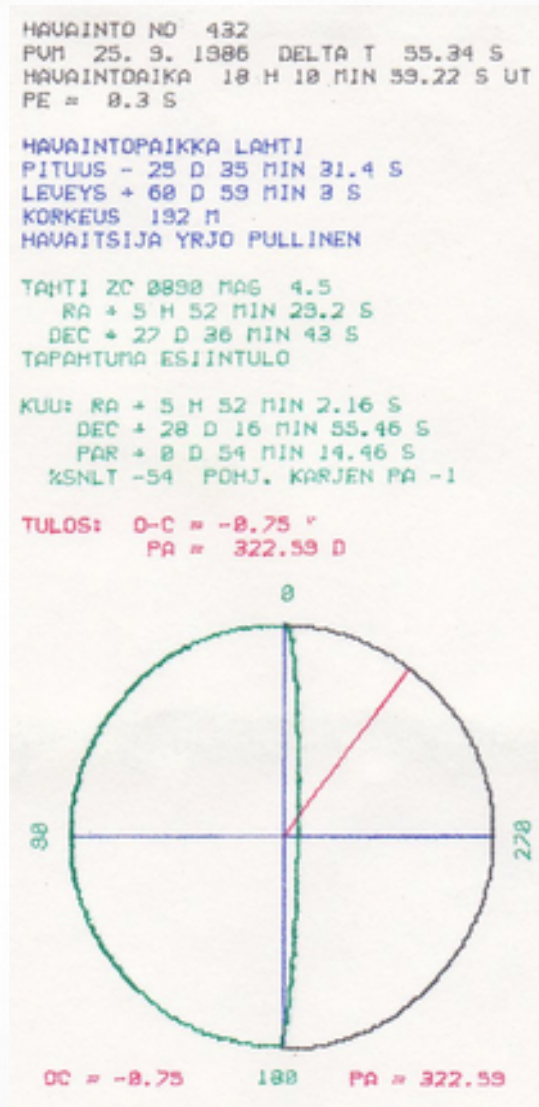 HAVAINTO NO 432
PVM 25. 9. 1986 DELTA T 55.34 S
HAVAINTOAIKA 18 H 10 MIN 59.22 S UT
PE = 0.3 S
HAVAINTOPAIKKA LAHTI
PITUUS - 25 D 35 MIN 31.4 S
LEVEYS + 60 D 59 MIN 3 S
KORKEUS 192 M
HAVAITSIJA YRJO PULLINEN
TAHTI ZC 0890 MAG 4.5
RA + 5 H 52 MIN 29.2 S
DEC + 27 D 36 MIN 43 S
TAPAHTUMA ESIINTULO
KUU: RA + 5 H 52 MIN 2.16 S
DEC + 28 D 16 MIN 55.46 S
PAR + 0 D 54 MIN 14.46 S
%SNLT -54 POHJ. KARJEN PA -1
TULOS: O-C = -0.75 "
PA = 322.59 D
0
90
270
OC = -0.75 180 PA = 322.59